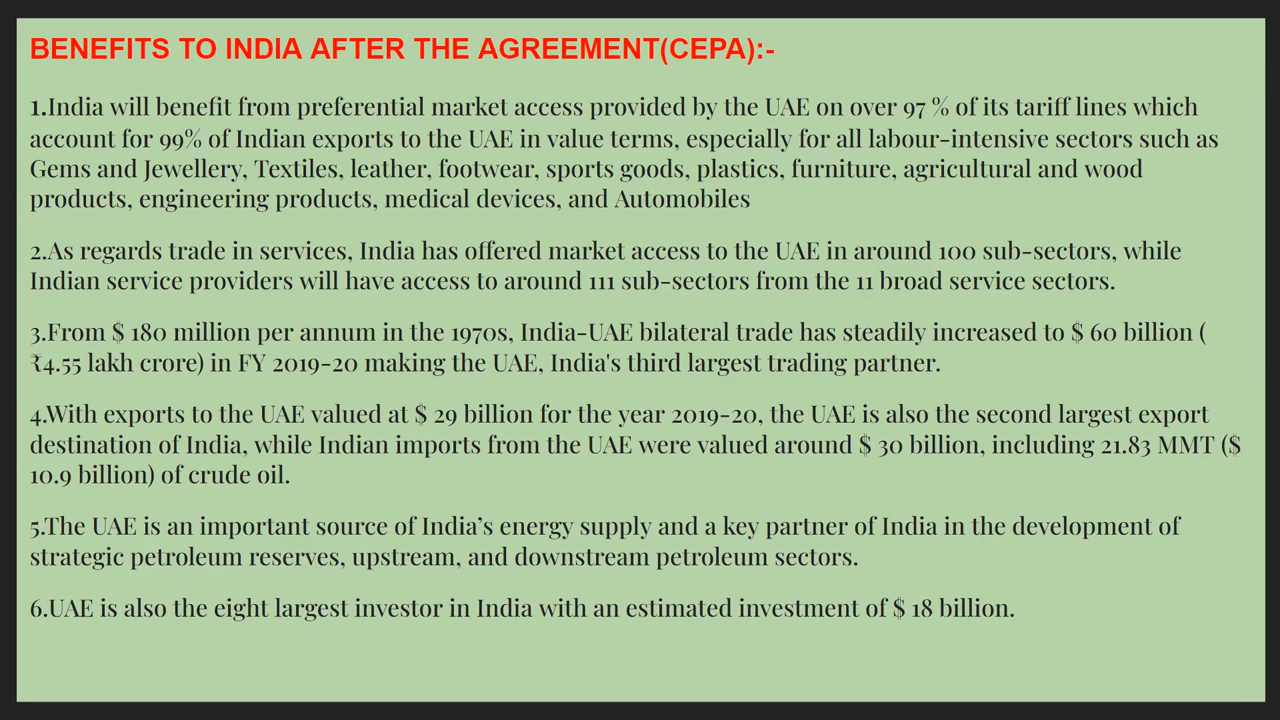 BENEFITS TO INDIA AFTER THE AGREEMENT(CEPA):-
1.India will benefit from preferential market access provided by the UAE on over 97 % of its tariff lines which
account for 99% of Indian exports to the UAE in value terms, especially for all labour-intensive sectors such as
Gems and Jewellery, Textiles, leather, footwear, sports goods, plastics, furniture, agricultural and wood
products, engineering products, medical devices, and Automobiles
2.As regards trade in services, India has offered market access to the UAE in around 100 sub-sectors, while
Indian service providers will have access to around 111 sub-sectors from the 11 broad service sectors.
3.From $ 180 million per annum in the 1970s, India-UAE bilateral trade has steadily increased to $ 60 billion (
₹4.55 lakh crore) in FY 2019-20 making the UAE, India's third largest trading partner.
4.With exports to the UAE valued at $ 29 billion for the year 2019-20, the UAE is also the second largest export
destination of India, while Indian imports from the UAE were valued around $ 30 billion, including 21.83 MMT ($
10.9 billion) of crude oil.
5.The UAE is an important source of India’s energy supply and a key partner of India in the development of
strategic petroleum reserves, upstream, and downstream petroleum sectors.
6.UAE is also the eight largest investor in India with an estimated investment of $ 18 billion.